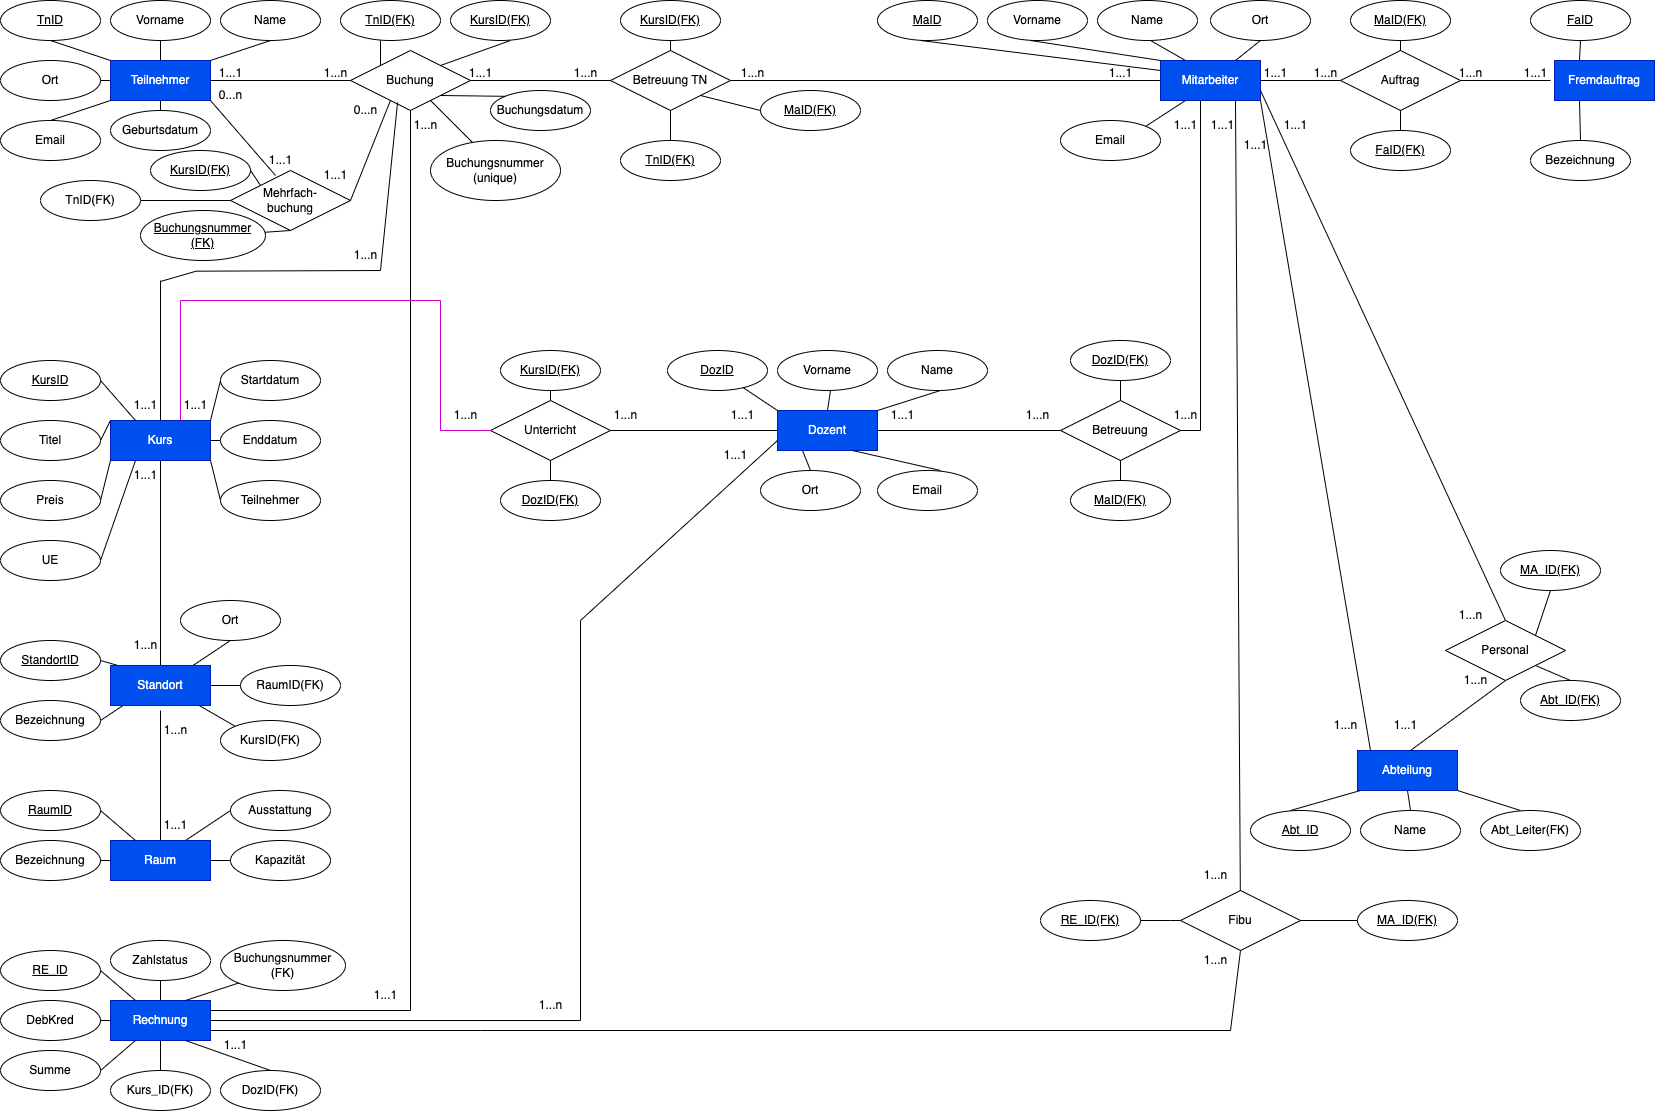 TnID
Vorname
Name
TnID(FK)
KursID(FK)
KursID(FK)
MaID
Vorname
Name
Ort
MaID(FK)
FaID
Ort
Teilnehmer
1...1
1...n
Buchung
1...1
1...n
Betreuung TN
1...n
1...1
Mitarbeiter
1...1
1...n
Auftrag
1...n
1...1
Fremdauftrag
0...n
0...n
Buchungsdatum
MaID(FK)
Email
Geburtsdatum
1...n
1...1
1...1
1...1
1...1
Email
FaID(FK)
Bezeichnung
KursID(FK)
1...1
1...1
Buchungsnummer
(unique)
TnID(FK)
TnID(FK)
Mehrfach-
buchung
Buchungsnummer
(FK)
1...n
KursID
Startdatum
KursID(FK)
DozID
Vorname
Name
DozID(FK)
1...1
1...1
1...n
1...n
1...1
1...1
1...n
1...n
Titel
Kurs
Enddatum
Unterricht
Dozent
Betreuung
1...1
1...1
Preis
Teilnehmer
DozID(FK)
Ort
Email
MaID(FK)
UE
MA_ID(FK)
Ort
1...n
1...n
StandortID
Standort
RaumID(FK)
Personal
1...n
Bezeichnung
1...n
KursID(FK)
Abt_ID(FK)
1...n
1...1
Abteilung
RaumID
1...1
Ausstattung
Abt_ID
Name
Abt_Leiter(FK)
Bezeichnung
Raum
Kapazität
1...n
RE_ID(FK)
Fibu
MA_ID(FK)
1...n
RE_ID
Zahlstatus
Buchungsnummer
(FK)
1...1
1...n
DebKred
Rechnung
1...1
Summe
Kurs_ID(FK)
DozID(FK)